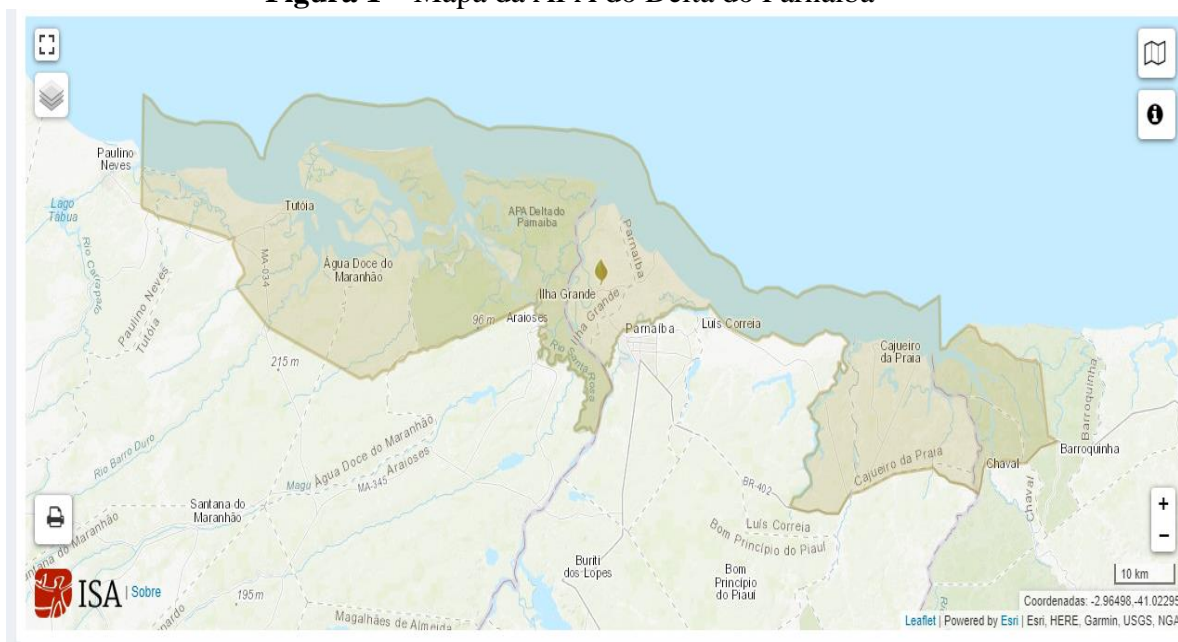 Figura 1 – Mapa da APA do Delta do Parnaíba
Paulino
Neves
Lago
Tábua
Rio Carrapado
Paulino Neves
Tutóia
MA-034
Tutóia
Água Doce do
Maranhão
APA Delta do
Parnaíba
Parnaíba
Ilha Grande
Ilha Grande
96 m
Araioses
Rio Santa Rosa
Parnaíba
Luís Correia
Cajueiro
da Praia
215 m
Rio Barro Duro
Magu
Água Doce do Maranhão
MA-345
Araioses
Santana do
Maranhão
BR-402
Cajueiro da Praia
Chaval
Barroquinha
Barroquinha
Chaval
Luís Correia
Bom Princípio do Piauí
Buriti
dos Lopes
Bom
Princípio
do Piauí
195 m
Magalhães de Almeida
ISA | Sobre
+
−
10 km
Coordenadas: -2.96498,-41.02295
Leaflet | Powered by Esri | Esri, HERE, Garmin, USGS, NGA